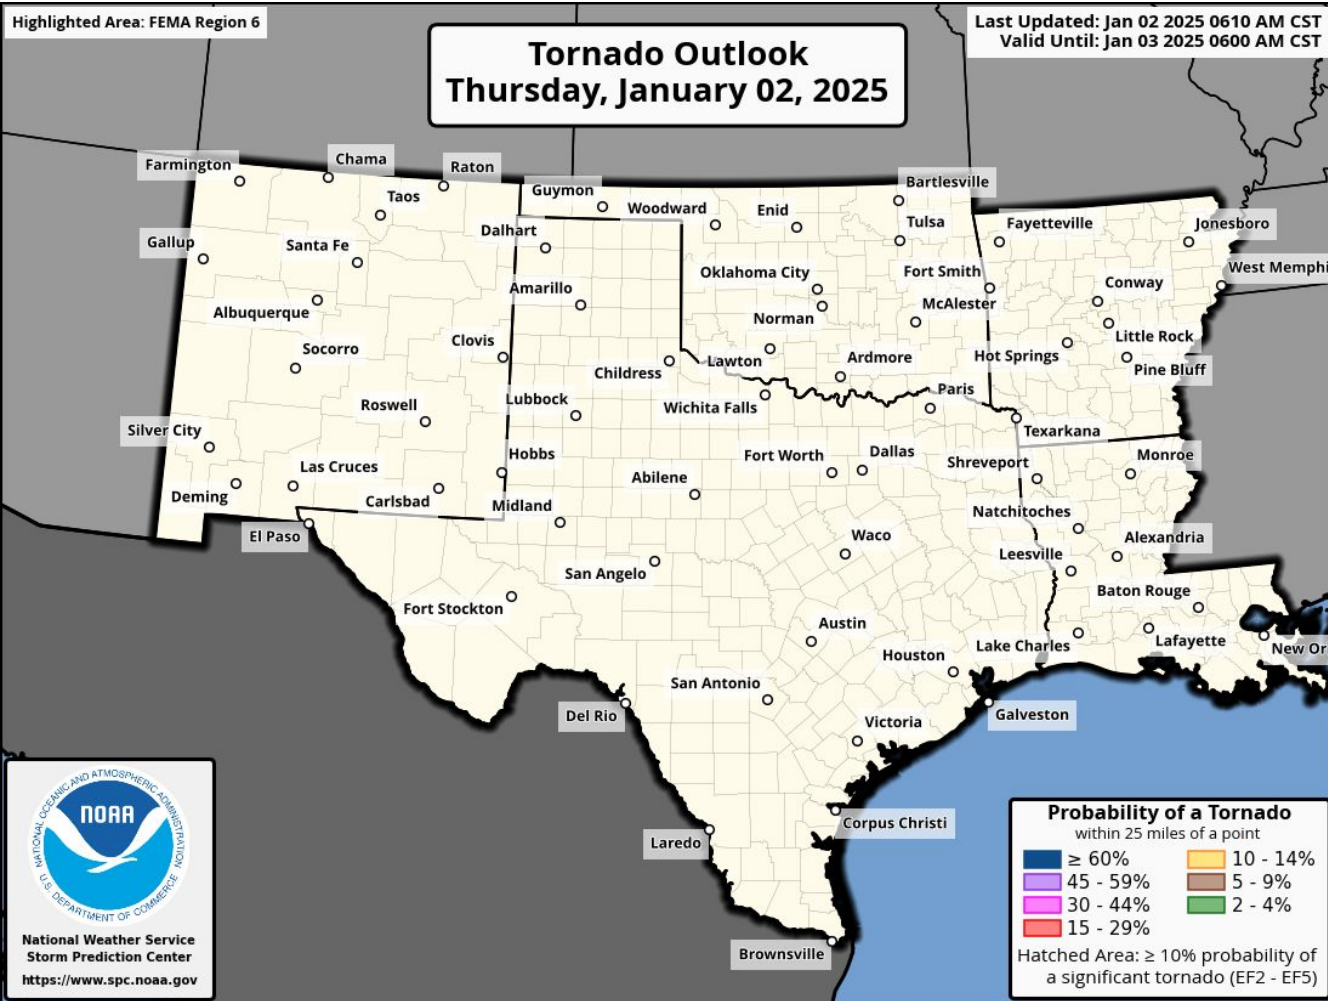 Highlighted Area: FEMA Region 6
Last Updated: Jan 02 2025 0610 AM CST
Valid Until: Jan 03 2025 0600 AM CST
Tornado Outlook
Thursday, January 02, 2025
Farmington
Chama
Raton
Taos
Guymon
Woodward
Enid
Bartlesville
Tulsa
Fayetteville
Jonesboro
Gallup
Santa Fe
Dalhart
Oklahoma City
Fort Smith
West Memphi
Amarillo
McAlester
Conway
Albuquerque
Norman
Little Rock
Socorro
Clovis
Childress
Lawton
Ardmore
Hot Springs
Pine Bluff
Roswell
Lubbock
Wichita Falls
Paris
Silver City
Texarkana
Las Cruces
Hobbs
Abilene
Fort Worth
Dallas
Shreveport
Monroe
Deming
Carlsbad
Midland
Natchitoches
El Paso
Waco
Leesville
Alexandria
San Angelo
Baton Rouge
Fort Stockton
Austin
Houston
Lake Charles
Lafayette
New Or
San Antonio
Del Rio
Victoria
Galveston
Laredo
Corpus Christi
Brownsville
NATIONAL OCEANIC AND ATMOSPHERIC ADMINISTRATION
NOAA
U.S. DEPARTMENT OF COMMERCE
National Weather Service
Storm Prediction Center
https://www.spc.noaa.gov
Probability of a Tornado
within 25 miles of a point
≥ 60%
45 - 59%
30 - 44%
15 - 29%
10 - 14%
5 - 9%
2 - 4%
Hatched Area: ≥ 10% probability of
a significant tornado (EF2 - EF5)